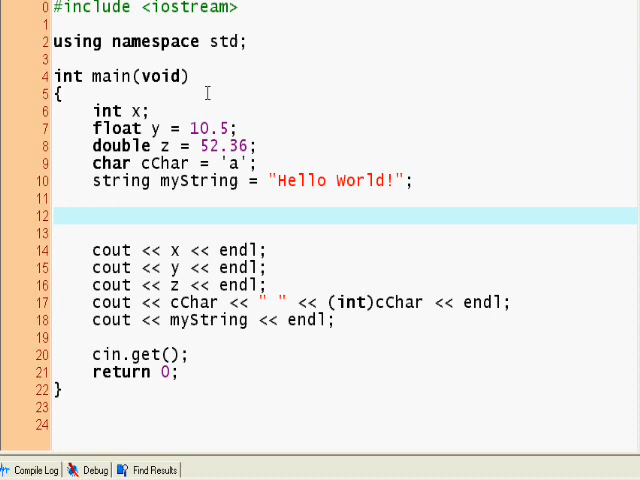 0 #include <iostream>
1
2 using namespace std;
3
4 int main(void)
5 {
6 int x;
7 float y = 10.5;
8 double z = 52.36;
9 char cChar = 'a';
10 string myString = "Hello World!";
11
12
13
14 cout << x << endl;
15 cout << y << endl;
16 cout << z << endl;
17 cout << cChar << " " << (int)cChar << endl;
18 cout << myString << endl;
19
20 cin.get();
21 return 0;
22 }
23
24
Compile Log Debug Find Results